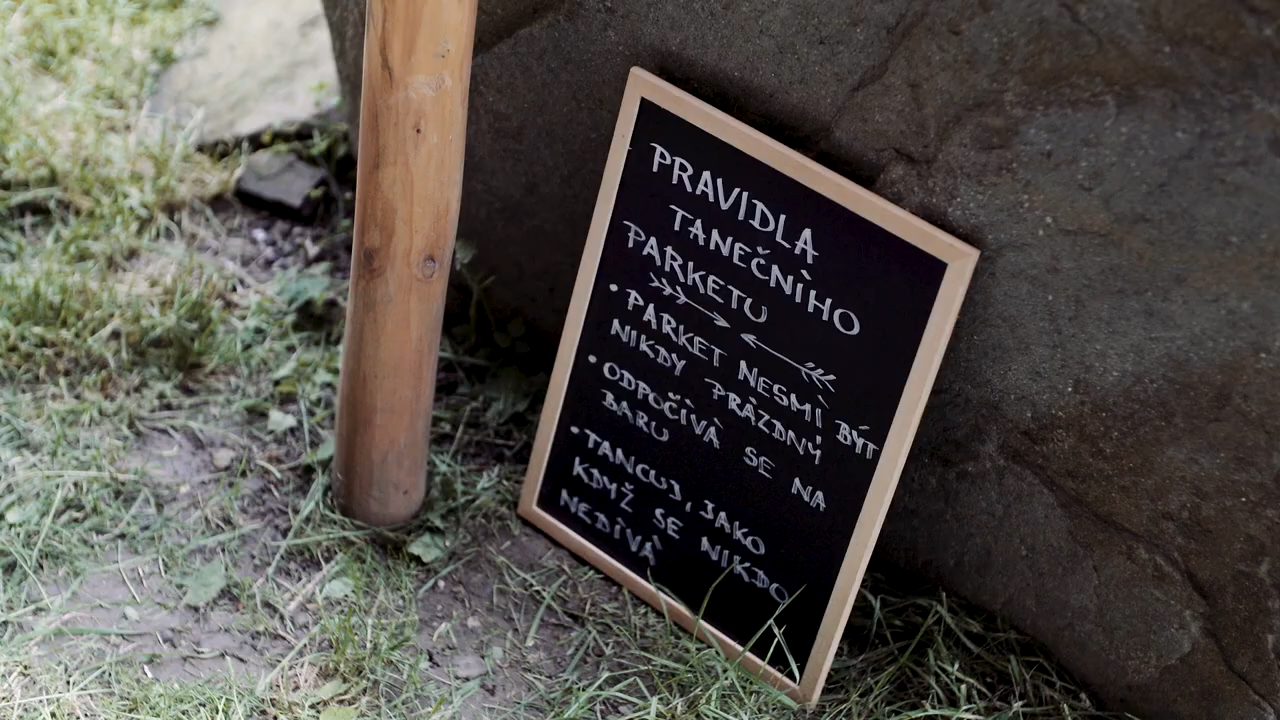 PRAVIDLA
TANEČNÍHO
PARKETU
• PARKET NESMÍ BÝT
NIKDY PRÁZDNÝ
• ODPOČÍVÁ SE NA
BARU
• TANCUJ, JAKO
KDYŽ SE NIKDO
NEDÍVÁ